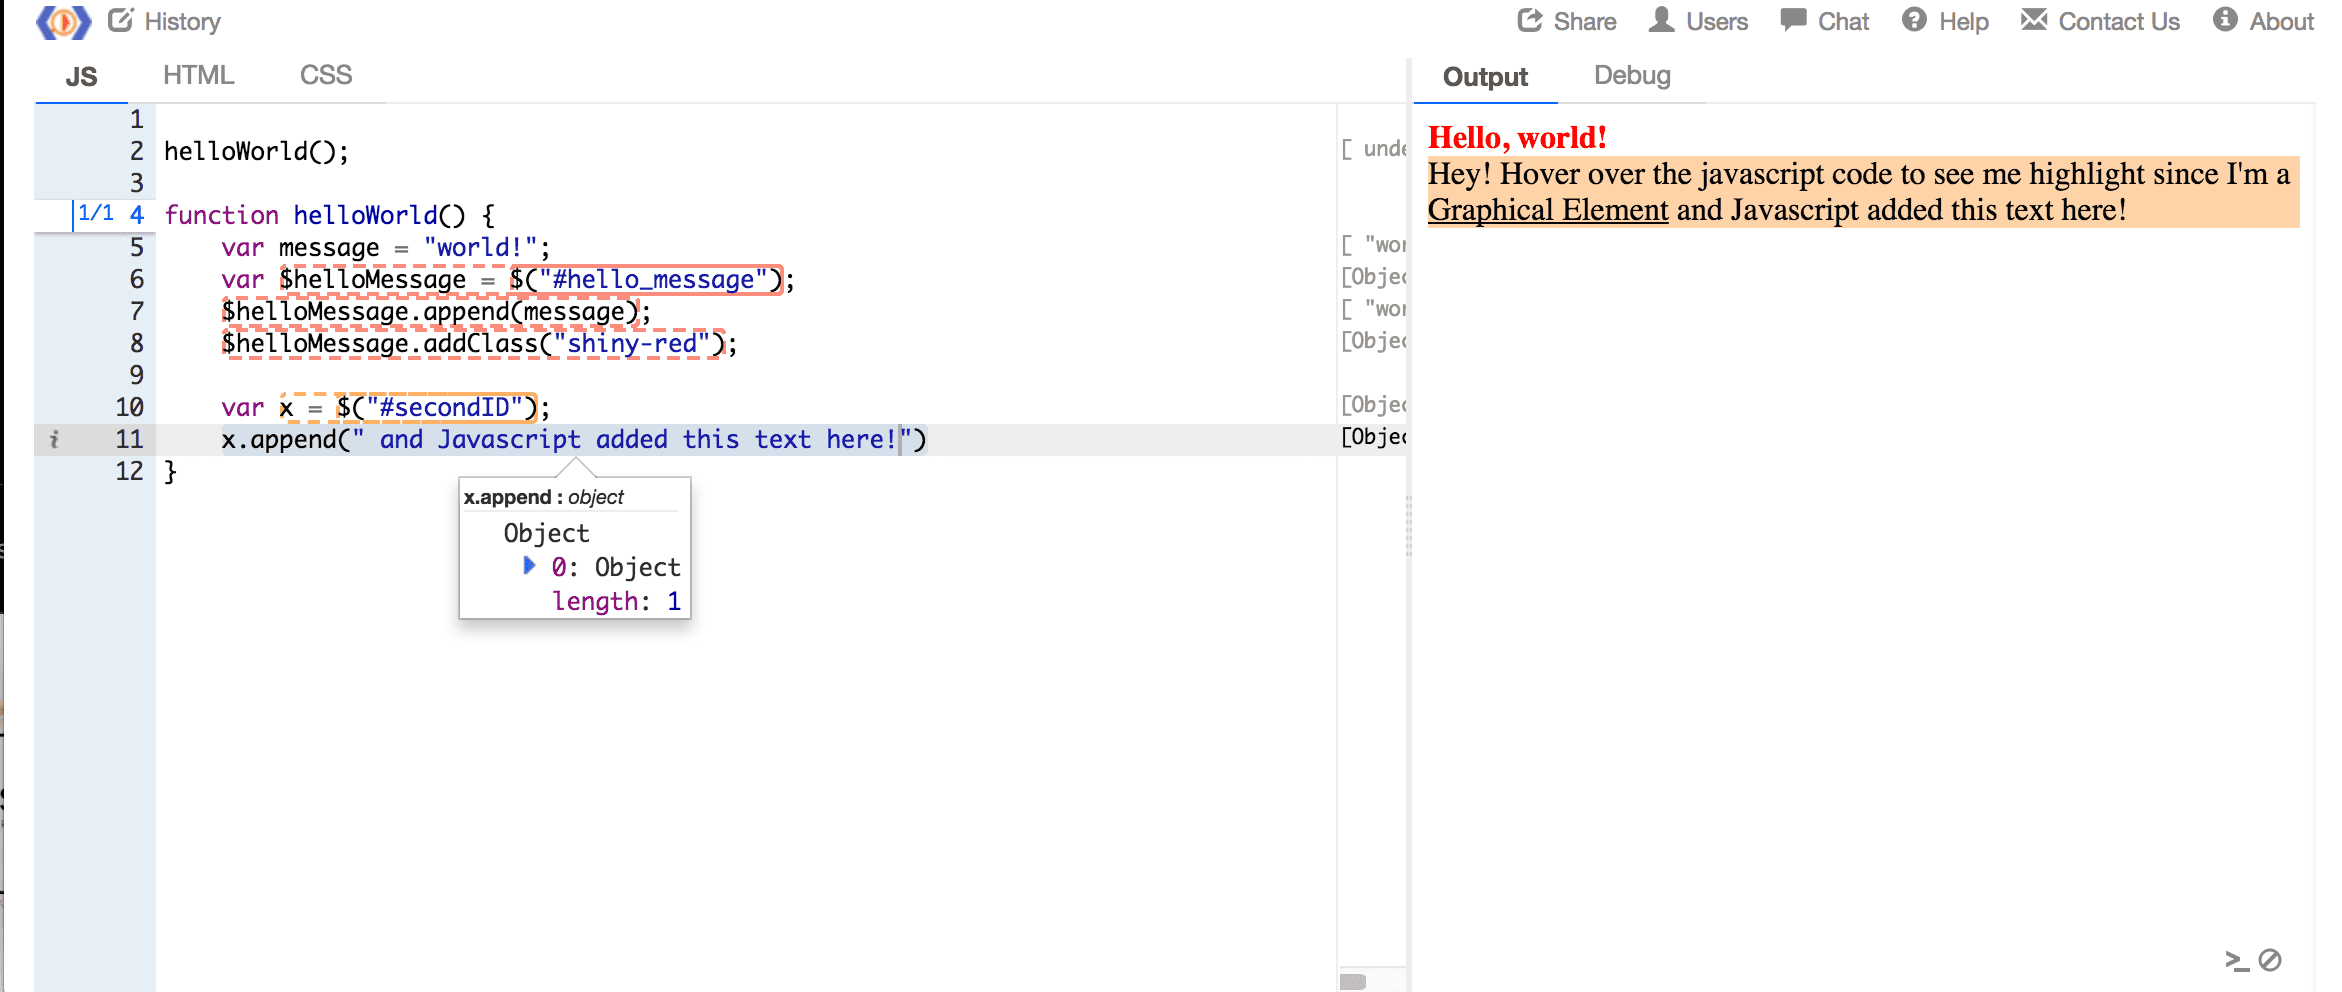 History Share Users Chat Help Contact Us About
JS HTML CSS Output Debug
1
2 helloWorld(); [ unde
3
1/1 4 function helloWorld() {
5 var message = "world!"; [ "wor
6 var $helloMessage = $("#hello_message"); [Objec
7 $helloMessage.append(message); [ "wor
8 $helloMessage.addClass("shiny-red"); [Objec
9
10 var x = $("#secondID"); [Objec
i 11 x.append(" and Javascript added this text here!") [Objec
12 }
x.append : object
Object
0: Object
length: 1
Hello, world!
Hey! Hover over the javascript code to see me highlight since I'm a
Graphical Element and Javascript added this text here!
>_